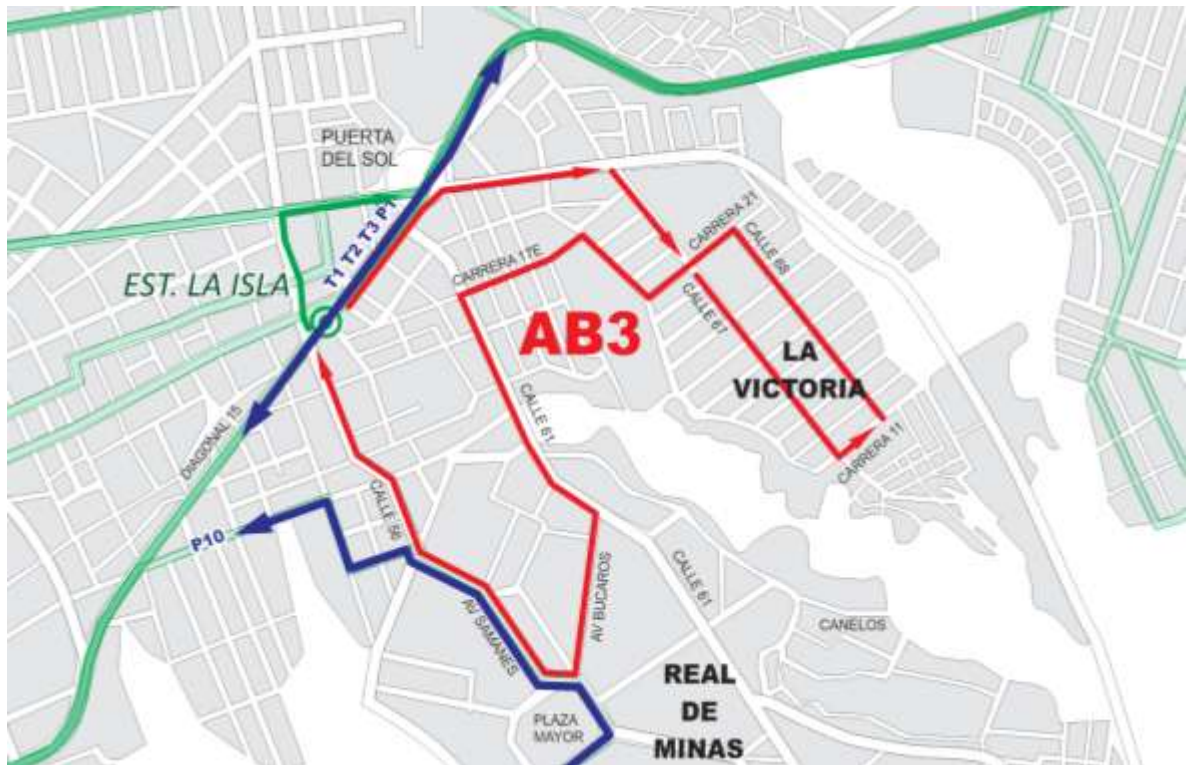 PUERTA
DEL SOL
T1 T2 T3 P1
EST. LA ISLA
CARRERA 17E
CARRERA 21
CALLE 68
AB3
CALLE 67
LA
VICTORIA
CALLE 61
CARRERA 11
DIAGONAL 15
CALLE 56
P10
AV BUCAROS
CALLE 61
AV SAMANES
CANELOS
REAL
DE
MINAS
PLAZA
MAYOR